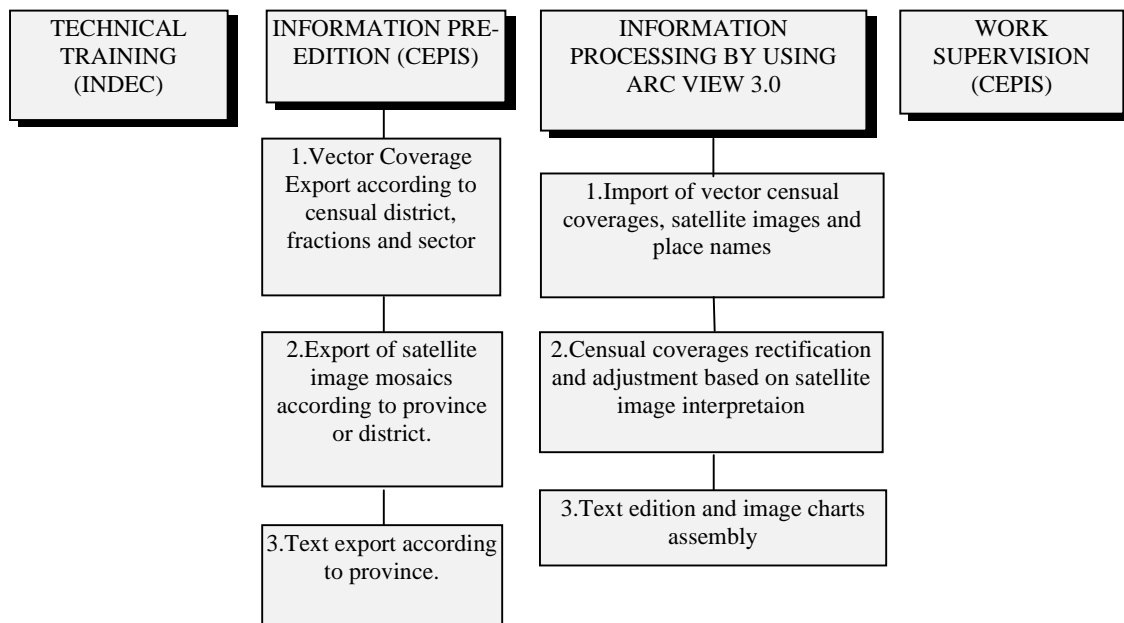 TECHNICAL
TRAINING
(INDEC)
INFORMATION PRE-
EDITION (CEPIS)
INFORMATION
PROCESSING BY USING
ARC VIEW 3.0
WORK
SUPERVISION
(CEPIS)
1.Vector Coverage
Export according to
censual district,
fractions and sector
2.Export of satellite
image mosaics
according to province
or district.
3.Text export according
to province.
1.Import of vector censual
coverages, satellite images and
place names
2.Censual coverages rectification
and adjustment based on satellite
image interpretaion
3.Text edition and image charts
assembly